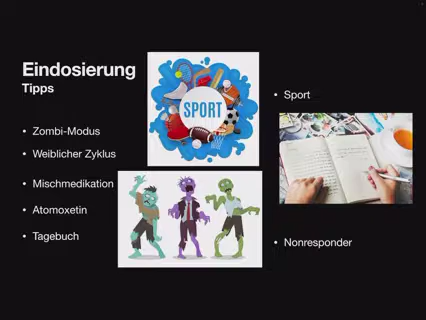 Eindosierung
Tipps
Zombi-Modus
Weiblicher Zyklus
Mischmedikation
Atomoxetin
Tagebuch
SPORT
Sport
Nonresponder